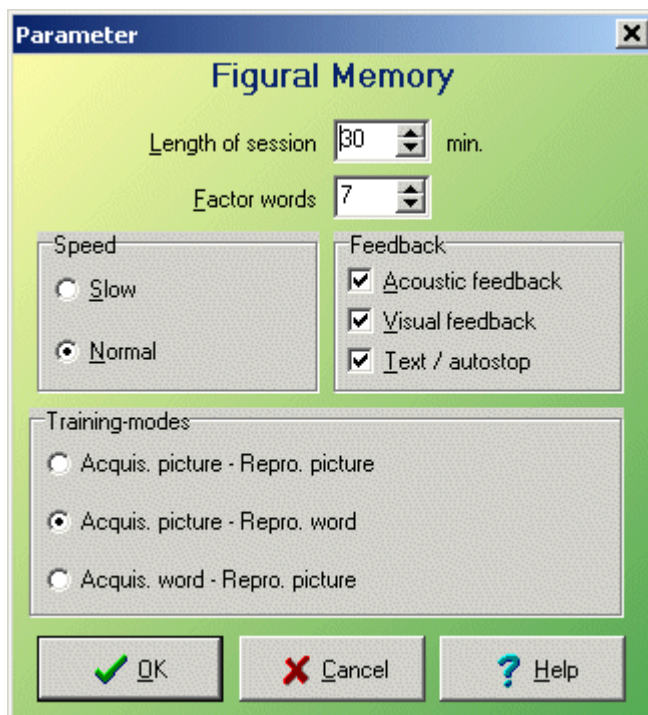 Parameter
Figural Memory
Length of session 30 min.
Factor words 7
Speed
Slow
Normal
Feedback
Acoustic feedback
Visual feedback
Text / autostop
Training-modes
Acquis. picture - Repro. picture
Acquis. picture - Repro. word
Acquis. word - Repro. picture
OK Cancel ? Help